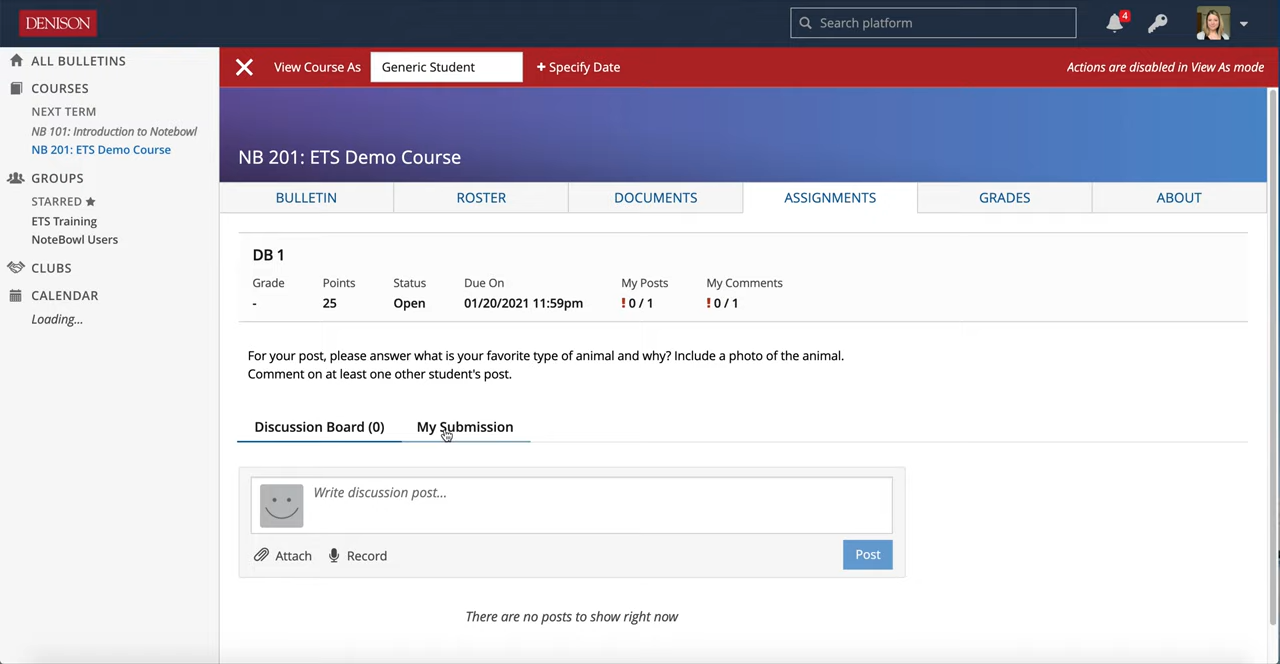 DENISON
Search platform
4
ALL BULLETINS
COURSES
NEXT TERM
NB 101: Introduction to Notebowl
NB 201: ETS Demo Course
GROUPS
STARRED
ETS Training
NoteBowl Users
CLUBS
CALENDAR
Loading...
View Course As Generic Student + Specify Date Actions are disabled in View As mode
NB 201: ETS Demo Course
BULLETIN ROSTER DOCUMENTS ASSIGNMENTS GRADES ABOUT
DB 1
Grade Points Status Due On My Posts My Comments
- 25 Open 01/20/2021 11:59pm ! 0 / 1 ! 0 / 1
For your post, please answer what is your favorite type of animal and why? Include a photo of the animal.
Comment on at least one other student's post.
Discussion Board (0) My Submission
Write discussion post...
Attach Record Post
There are no posts to show right now